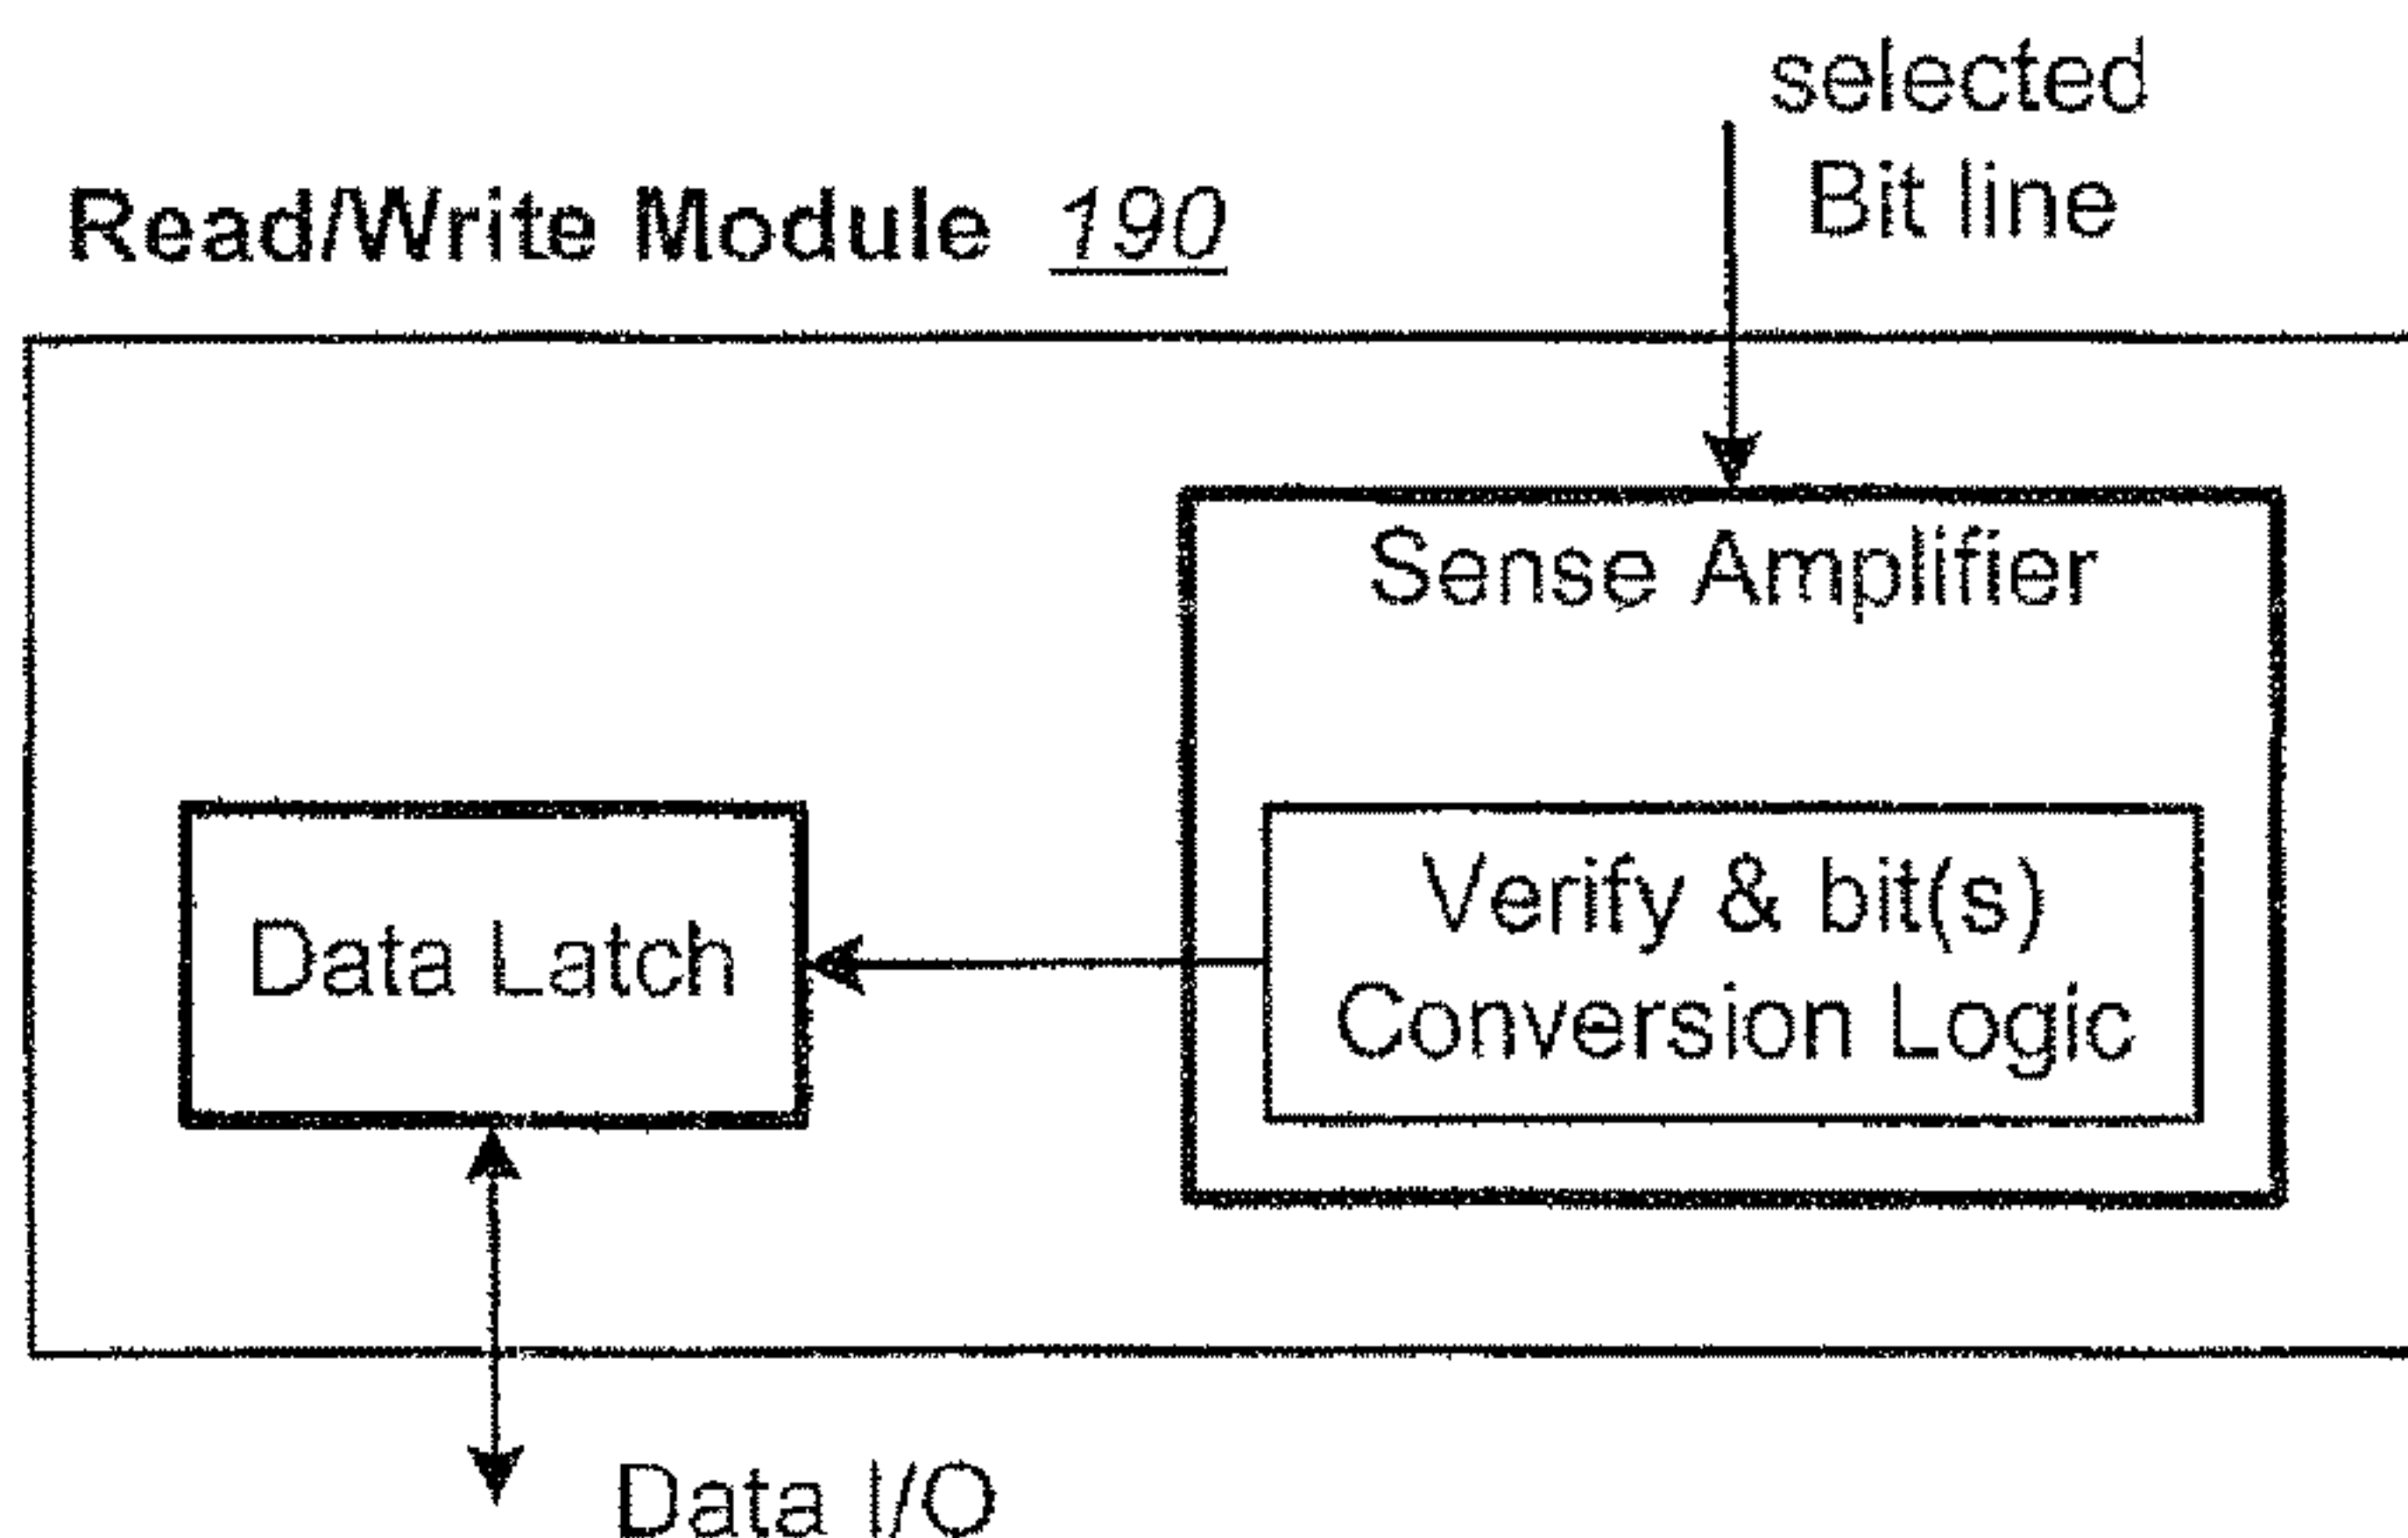 selected
Bit line
Read/Write Module 190
Sense Amplifier
Verify & bit(s)
Conversion Logic
Data Latch
Data I/O